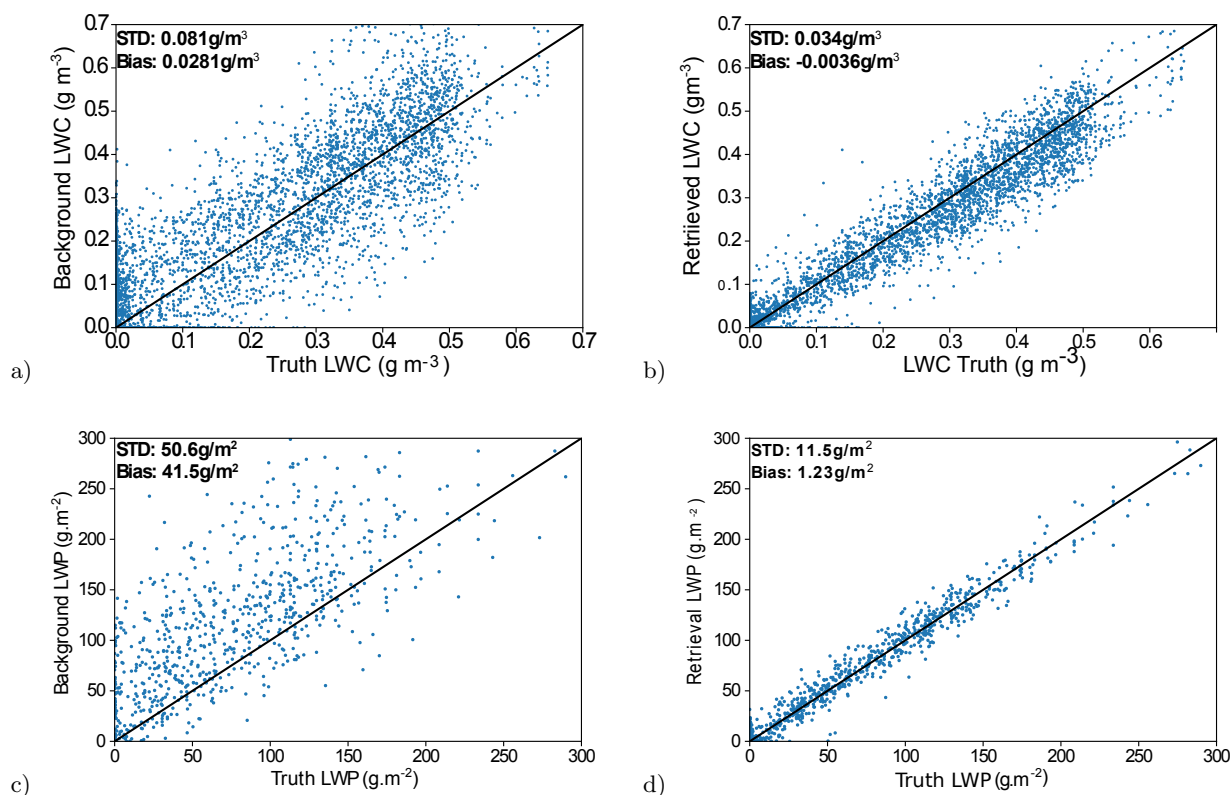 STD: 0.081g/m³
Bias: 0.0281g/m³
Background LWC (g m⁻³)
0.7
0.6
0.5
0.4
0.3
0.2
0.1
0.0
0.0 0.1 0.2 0.3 0.4 0.5 0.6 0.7
Truth LWC (g m⁻³)
a)
STD: 0.034g/m³
Bias: -0.0036g/m³
Retriieved LWC (gm⁻³)
0.7
0.6
0.5
0.4
0.3
0.2
0.1
0.0
0.0 0.1 0.2 0.3 0.4 0.5 0.6
LWC Truth (g m⁻³)
b)
STD: 50.6g/m²
Bias: 41.5g/m²
Background LWP (g.m⁻²)
300
250
200
150
100
50
0
0 50 100 150 200 250 300
Truth LWP (g.m⁻²)
c)
STD: 11.5g/m²
Bias: 1.23g/m²
Retrieval LWP (g.m⁻²)
300
250
200
150
100
50
0
0 50 100 150 200 250 300
Truth LWP (g.m⁻²)
d)